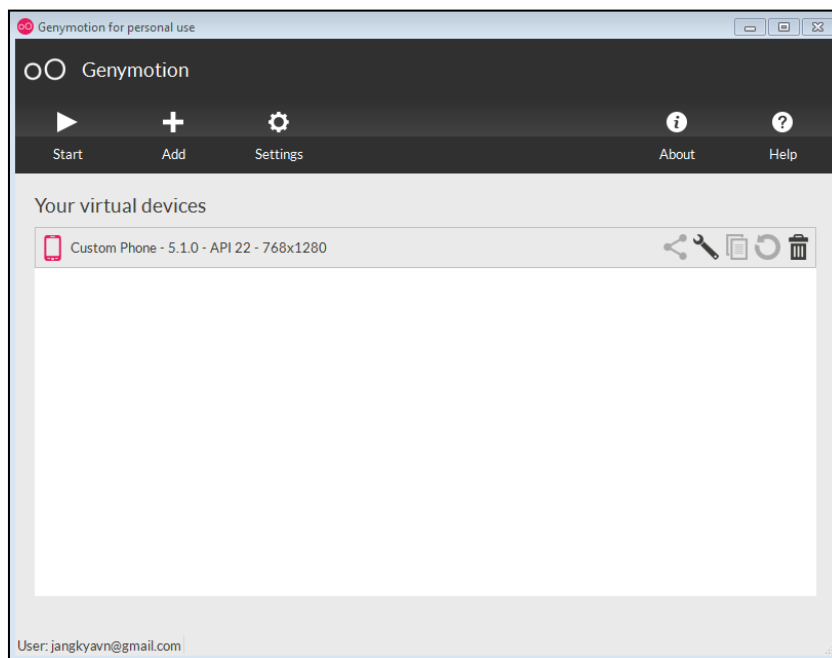 Genymotion for personal use
Genymotion
Start Add Settings About Help
Your virtual devices
Custom Phone - 5.1.0 - API 22 - 768x1280
User: jangkyavn@gmail.com